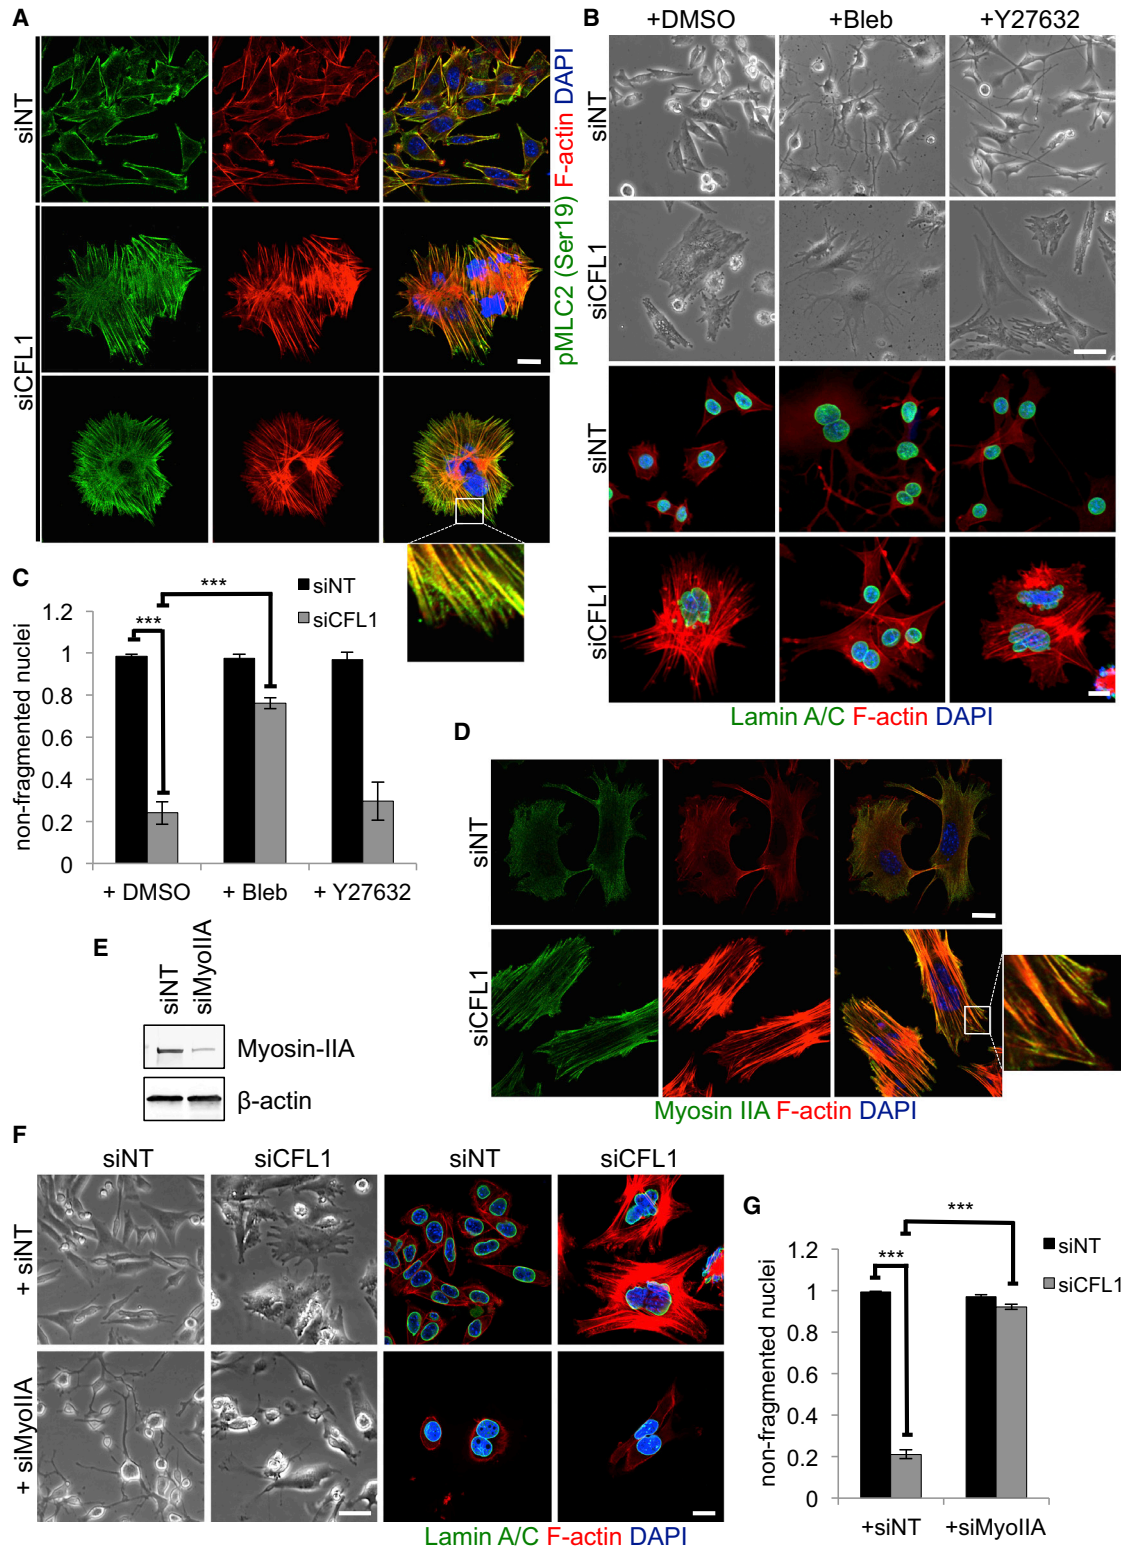 A
siNT
siCFL1
pMLC2 (Ser19) F-actin DAPI
B
+DMSO +Bleb +Y27632
siNT
siCFL1
siNT
siCFL1
Lamin A/C F-actin DAPI
C
siNT
siCFL1
***
***
non-fragmented nuclei
1.2
1
0.8
0.6
0.4
0.2
0
+ DMSO + Bleb + Y27632
D
siNT
siCFL1
Myosin IIA F-actin DAPI
E
siNT siMyoIIA
Myosin-IIA
β-actin
F
siNT siCFL1 siNT siCFL1
+ siNT
+ siMyoIIA
Lamin A/C F-actin DAPI
G
***
***
siNT
siCFL1
non-fragmented nuclei
1.2
1
0.8
0.6
0.4
0.2
0
+siNT +siMyoIIA